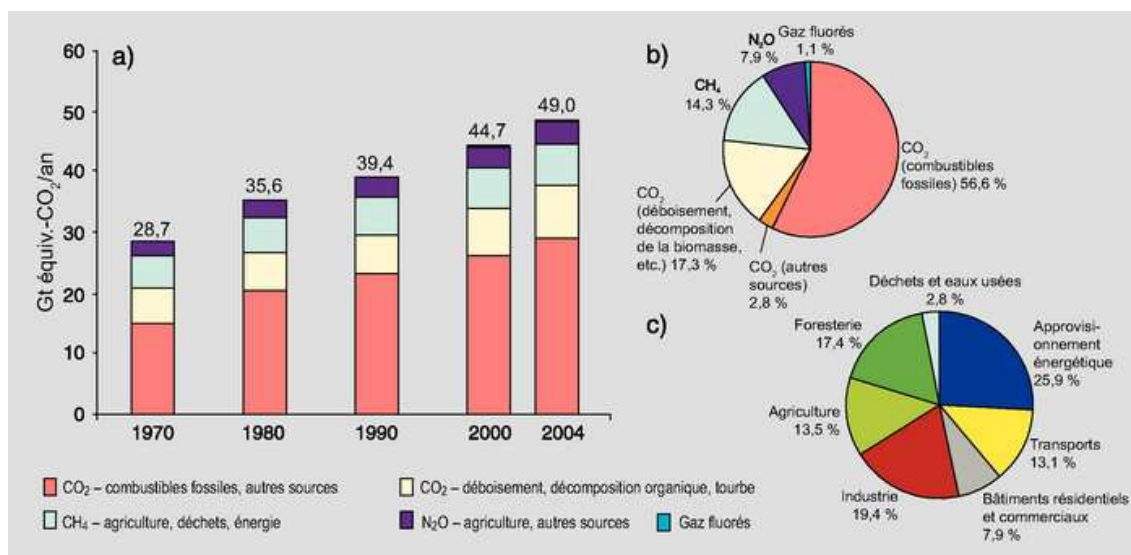 a)
Gt équiv.-CO₂/an
60
50
40
30
20
10
0
28,7
35,6
39,4
44,7
49,0
1970
1980
1990
2000
2004
CO₂ – combustibles fossiles, autres sources
CO₂ – déboisement, décomposition organique, tourbe
CH₄ – agriculture, déchets, énergie
N₂O – agriculture, autres sources
Gaz fluorés
b)
Gaz fluorés
1,1 %
N₂O
7,9 %
CH₄
14,3 %
CO₂
(combustibles
fossiles) 56,6 %
CO₂
(déboisement,
décomposition
de la biomasse,
etc.) 17,3 %
CO₂ (autres
sources)
2,8 %
c)
Déchets et eaux usées
2,8 %
Foresterie
17,4 %
Approvisi-
onnement
énergétique
25,9 %
Agriculture
13,5 %
Transports
13,1 %
Industrie
19,4 %
Bâtiments résidentiels
et commerciaux
7,9 %